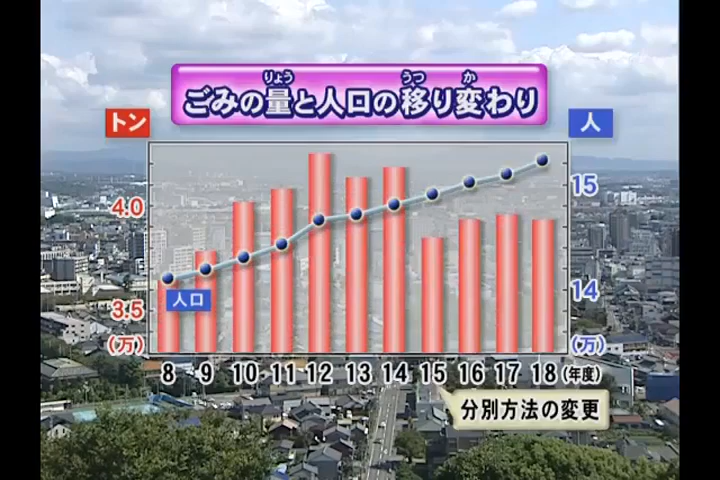 りょう うつ か
ごみの量と人口の移り変わり
トン 人
4.0 15
人口
3.5 14
(万) (万)
8 9 10 11 12 13 14 15 16 17 18 (年度)
分別方法の変更